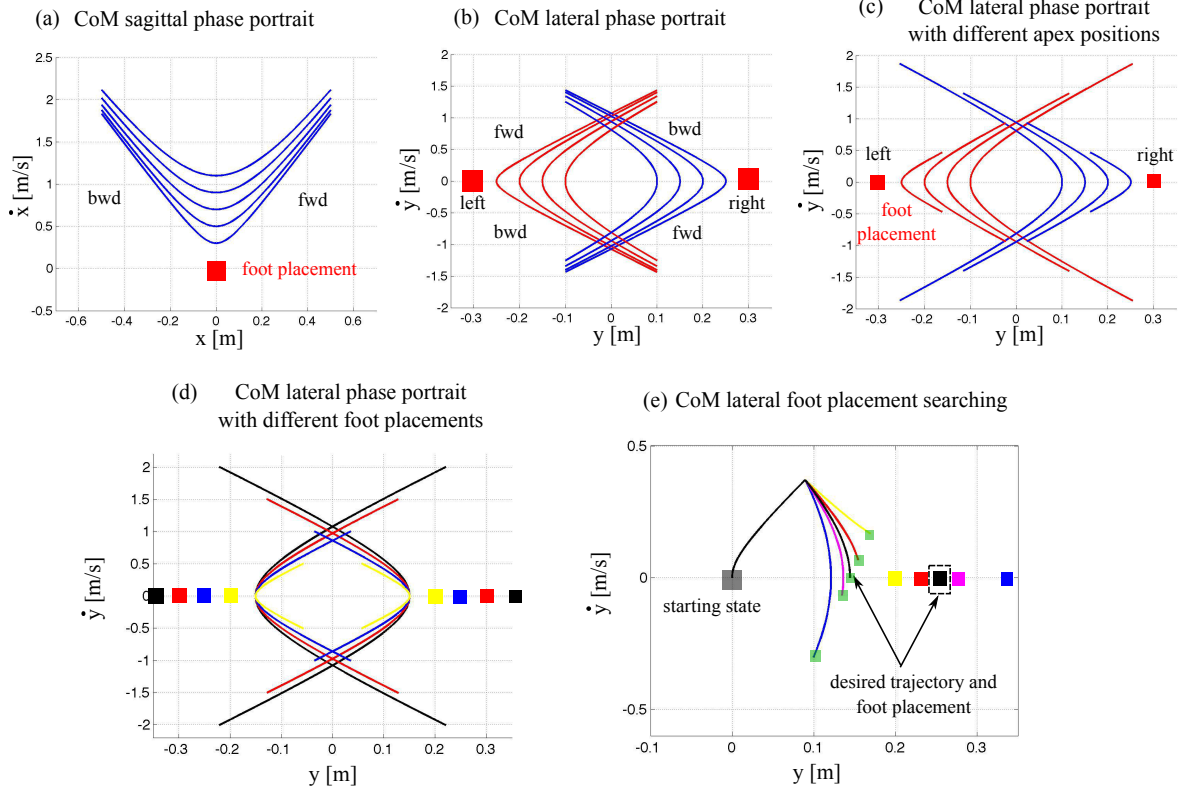 (a) CoM sagittal phase portrait
2.5
2
1.5
1
0.5
0
-0.5
ẋ [m/s]
bwd
fwd
foot placement
-0.6 -0.4 -0.2 0 0.2 0.4 0.6
x [m]
(b) CoM lateral phase portrait
2
1.5
1
0.5
0
-0.5
-1
-1.5
-2
ẏ [m/s]
fwd
bwd
left
right
bwd
fwd
-0.3 -0.2 -0.1 0 0.1 0.2 0.3
y [m]
(c) CoM lateral phase portrait
with different apex positions
2
1.5
1
0.5
0
-0.5
-1
-1.5
-2
ẏ [m/s]
left
right
foot
placement
-0.3 -0.2 -0.1 0 0.1 0.2 0.3
y [m]
(d) CoM lateral phase portrait
with different foot placements
2
1.5
1
0.5
0
-0.5
-1
-1.5
-2
ẏ [m/s]
-0.3 -0.2 -0.1 0 0.1 0.2 0.3
y [m]
(e) CoM lateral foot placement searching
0.5
0
-0.5
ẏ [m/s]
starting state
desired trajectory and
foot placement
-0.1 0 0.1 0.2 0.3
y [m]